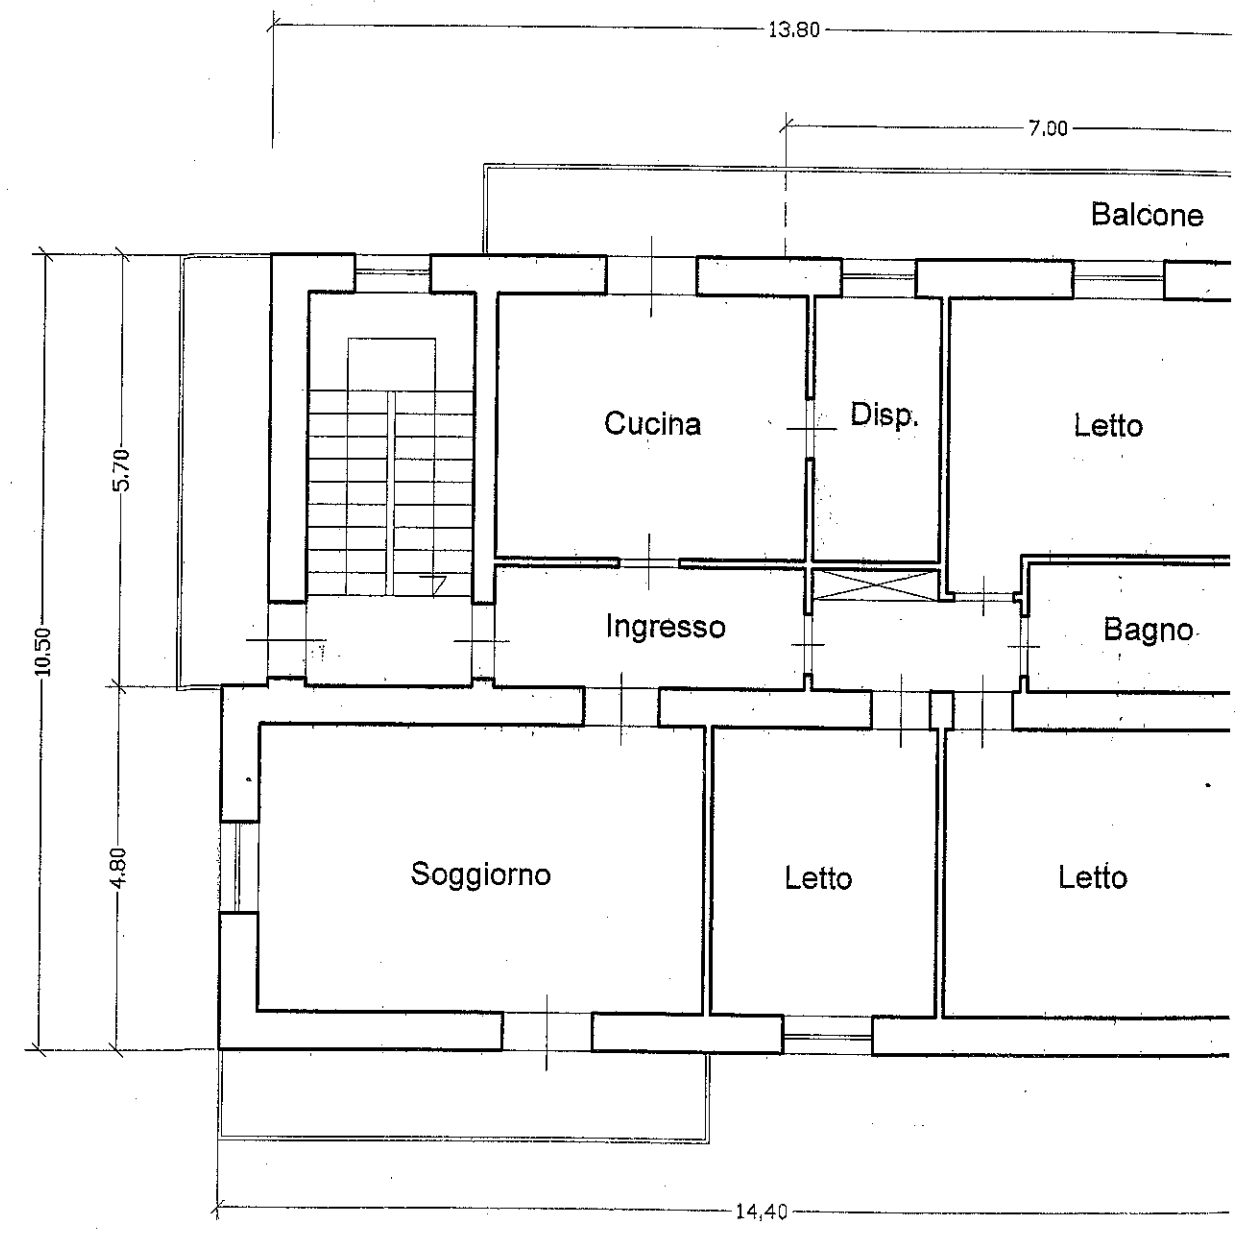 13.80
7.00
Balcone
Cucina
Disp.
Letto
5.70
10.50
Ingresso
Bagno
4.80
Soggiorno
Letto
Letto
14,40